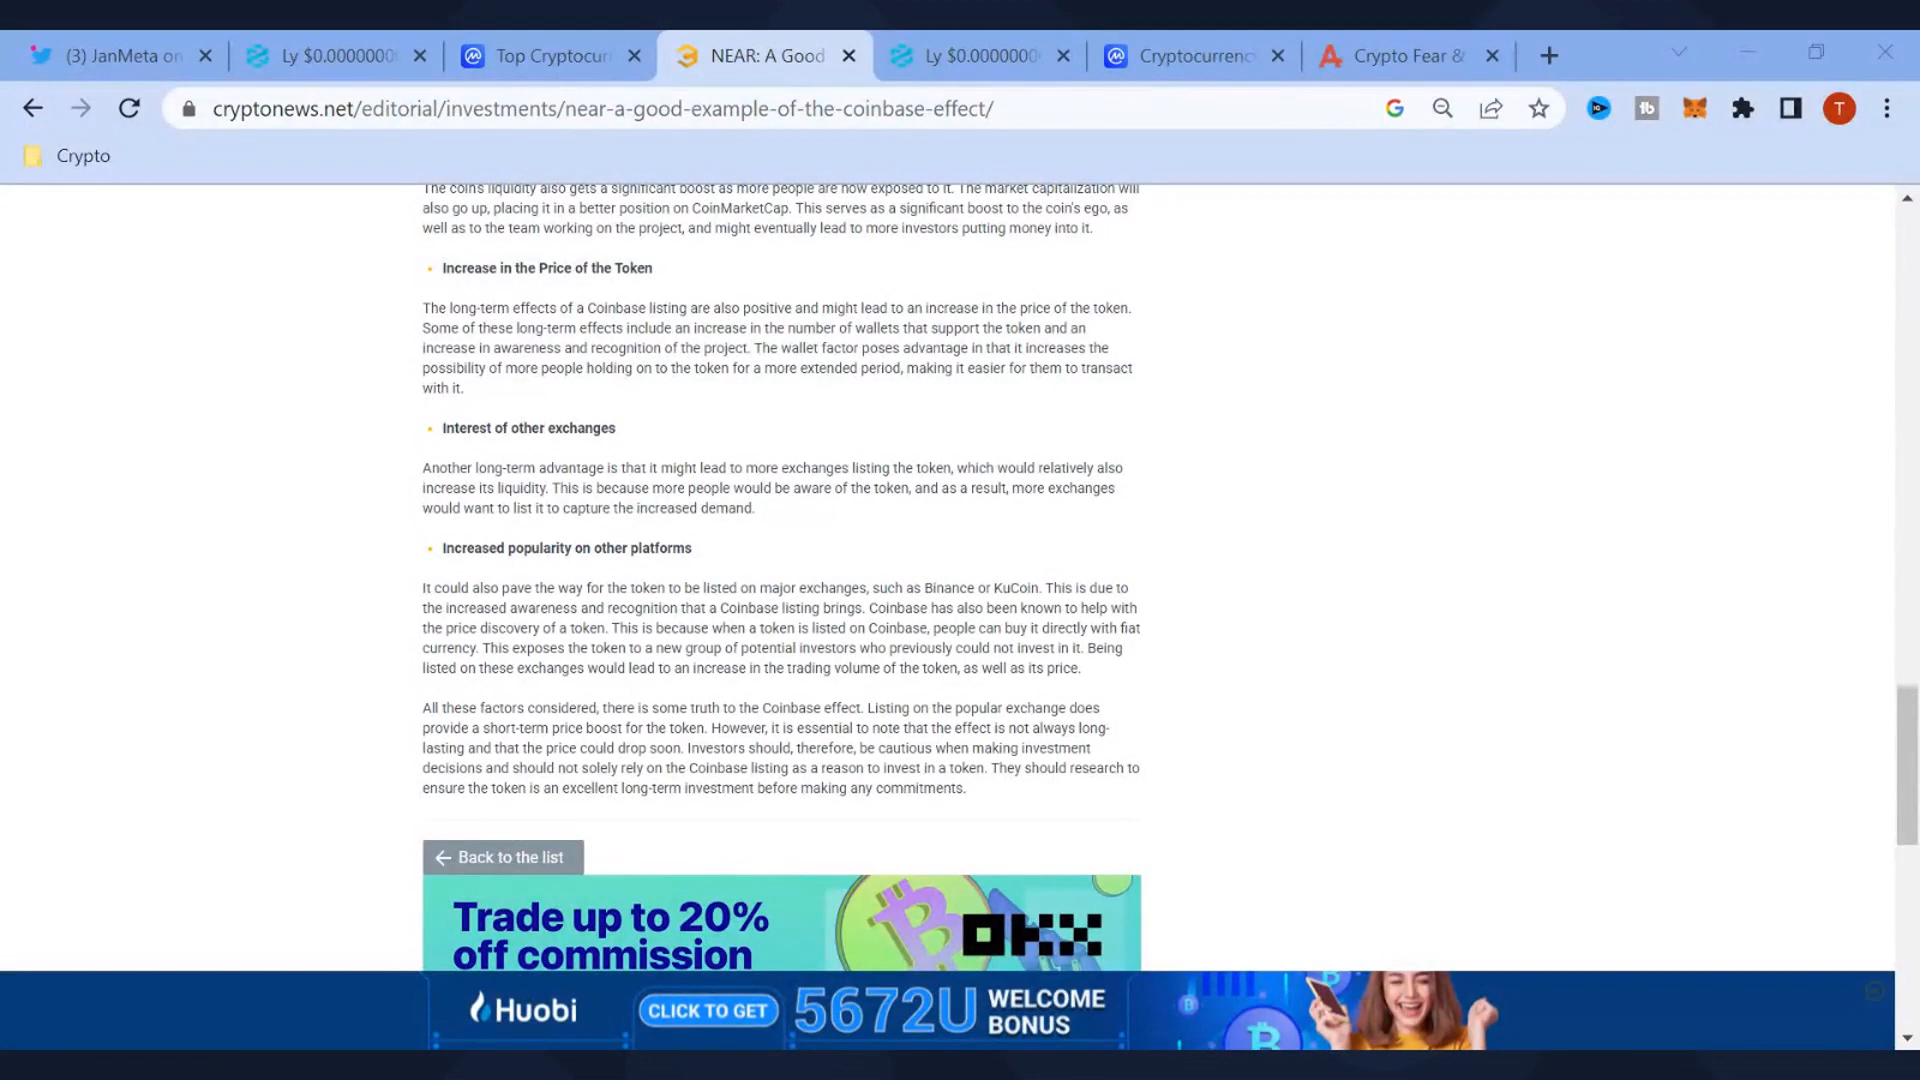 (3) JanMeta on
Ly $0.0000000
Top Cryptocur
NEAR: A Good
Ly $0.0000000
Cryptocurrenc
Crypto Fear &
cryptonews.net/editorial/investments/near-a-good-example-of-the-coinbase-effect/
T
Crypto
The coin's liquidity also gets a significant boost as more people are now exposed to it. The market capitalization will
also go up, placing it in a better position on CoinMarketCap. This serves as a significant boost to the coin's ego, as
well as to the team working on the project, and might eventually lead to more investors putting money into it.
Increase in the Price of the Token
The long-term effects of a Coinbase listing are also positive and might lead to an increase in the price of the token.
Some of these long-term effects include an increase in the number of wallets that support the token and an
increase in awareness and recognition of the project. The wallet factor poses advantage in that it increases the
possibility of more people holding on to the token for a more extended period, making it easier for them to transact
with it.
Interest of other exchanges
Another long-term advantage is that it might lead to more exchanges listing the token, which would relatively also
increase its liquidity. This is because more people would be aware of the token, and as a result, more exchanges
would want to list it to capture the increased demand.
Increased popularity on other platforms
It could also pave the way for the token to be listed on major exchanges, such as Binance or KuCoin. This is due to
the increased awareness and recognition that a Coinbase listing brings. Coinbase has also been known to help with
the price discovery of a token. This is because when a token is listed on Coinbase, people can buy it directly with fiat
currency. This exposes the token to a new group of potential investors who previously could not invest in it. Being
listed on these exchanges would lead to an increase in the trading volume of the token, as well as its price.
All these factors considered, there is some truth to the Coinbase effect. Listing on the popular exchange does
provide a short-term price boost for the token. However, it is essential to note that the effect is not always long-
lasting and that the price could drop soon. Investors should, therefore, be cautious when making investment
decisions and should not solely rely on the Coinbase listing as a reason to invest in a token. They should research to
ensure the token is an excellent long-term investment before making any commitments.
Back to the list
Trade up to 20%
off commission
OKX
Huobi
CLICK TO GET
5672U
WELCOME
BONUS